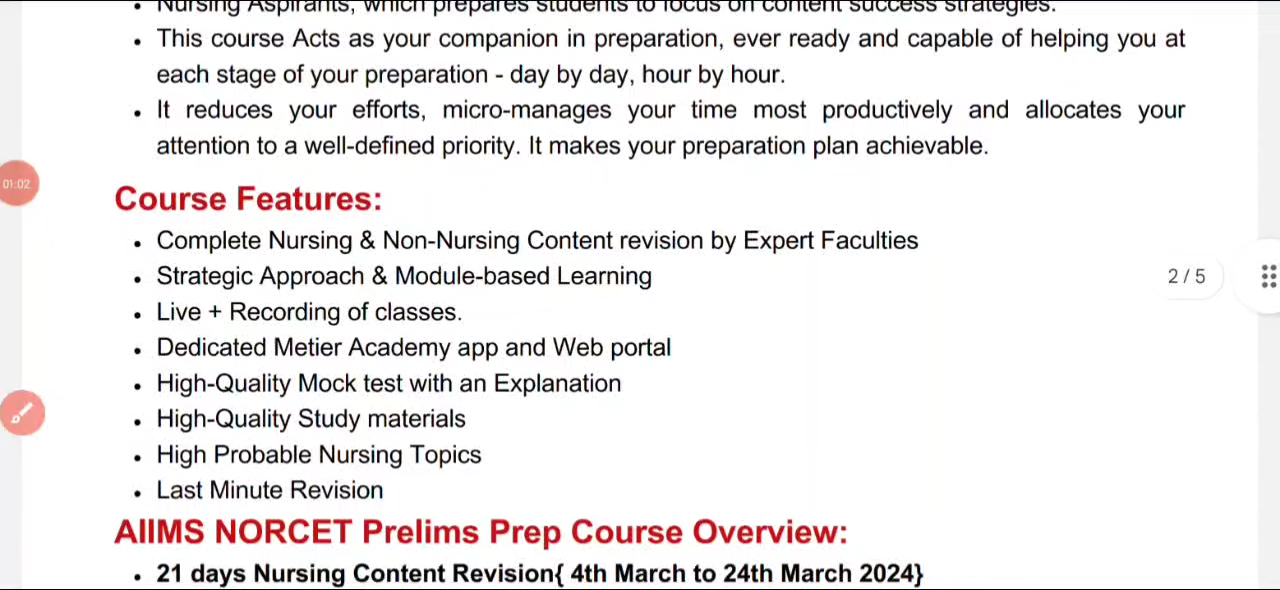 • Nursing Aspirants, which prepares students to focus on content success strategies.
• This course Acts as your companion in preparation, ever ready and capable of helping you at
each stage of your preparation - day by day, hour by hour.
• It reduces your efforts, micro-manages your time most productively and allocates your
attention to a well-defined priority. It makes your preparation plan achievable.
01:02
Course Features:
• Complete Nursing & Non-Nursing Content revision by Expert Faculties
• Strategic Approach & Module-based Learning
2 / 5
• Live + Recording of classes.
• Dedicated Metier Academy app and Web portal
• High-Quality Mock test with an Explanation
• High-Quality Study materials
• High Probable Nursing Topics
• Last Minute Revision
AIIMS NORCET Prelims Prep Course Overview:
• 21 days Nursing Content Revision{ 4th March to 24th March 2024}